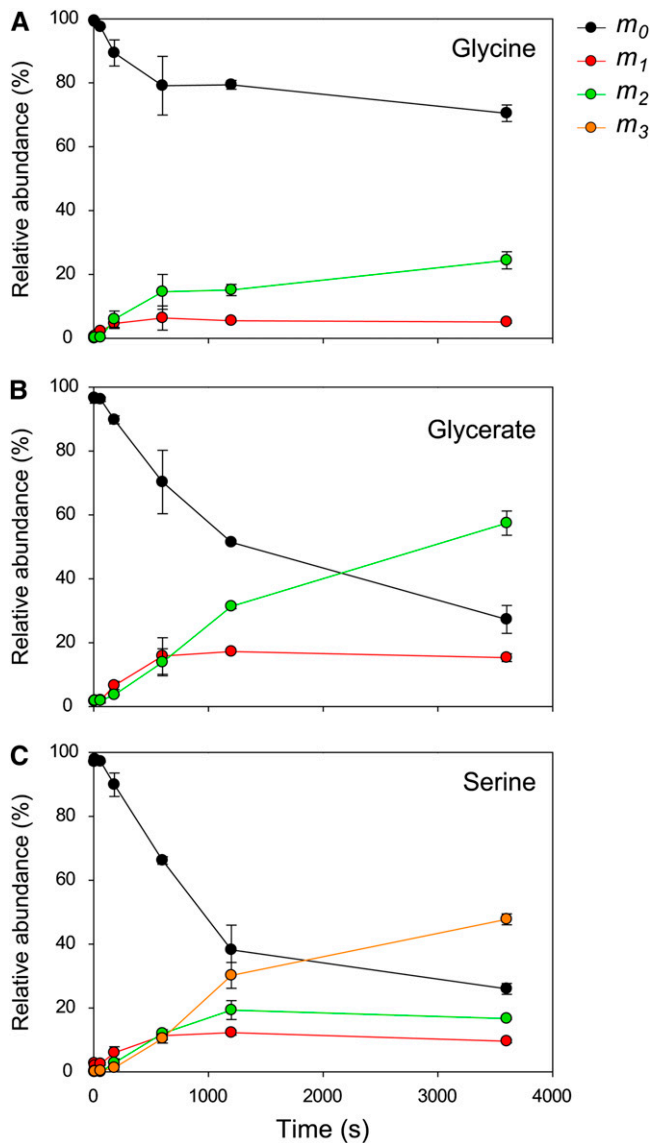 A
Glycine
Relative abundance (%)
100
80
60
40
20
0
m0
m1
m2
m3
B
Glycerate
Relative abundance (%)
100
80
60
40
20
0
C
Serine
Relative abundance (%)
100
80
60
40
20
0
0 1000 2000 3000 4000
Time (s)